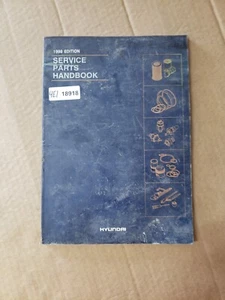 1998 EDITION
SERVICE
PARTS
HANDBOOK
18918
HYUNDAI